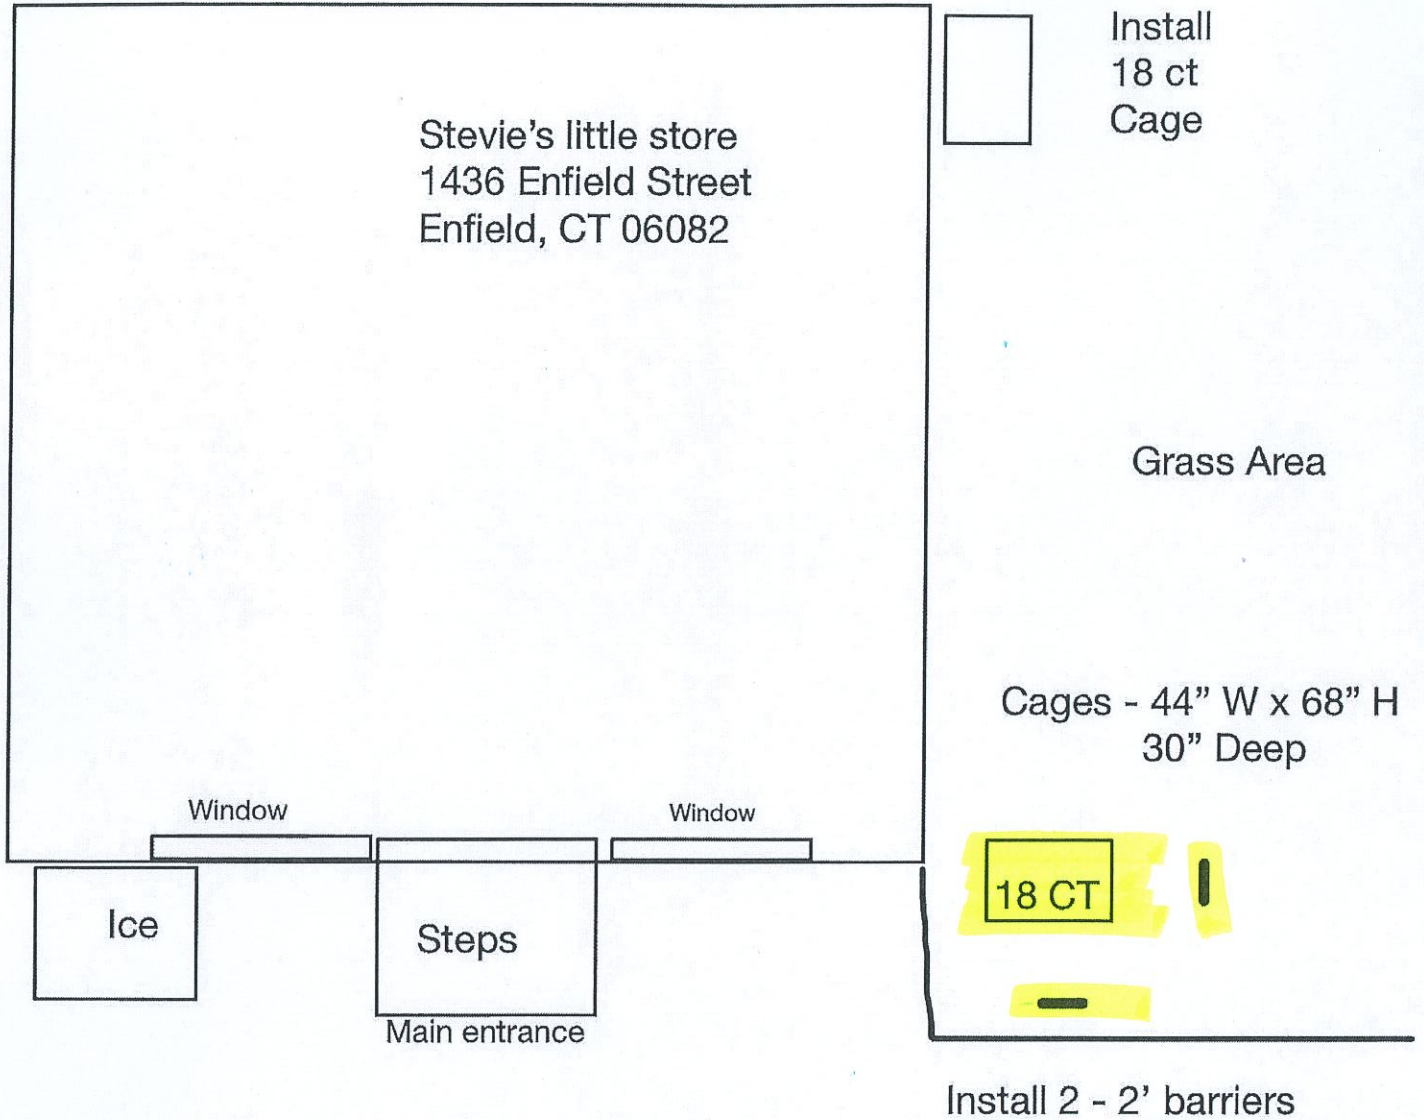 Install
18 ct
Cage
Stevie's little store
1436 Enfield Street
Enfield, CT 06082
Grass Area
Cages - 44” W x 68” H
30” Deep
Window
Window
18 CT
Ice
Steps
Main entrance
Install 2 - 2' barriers